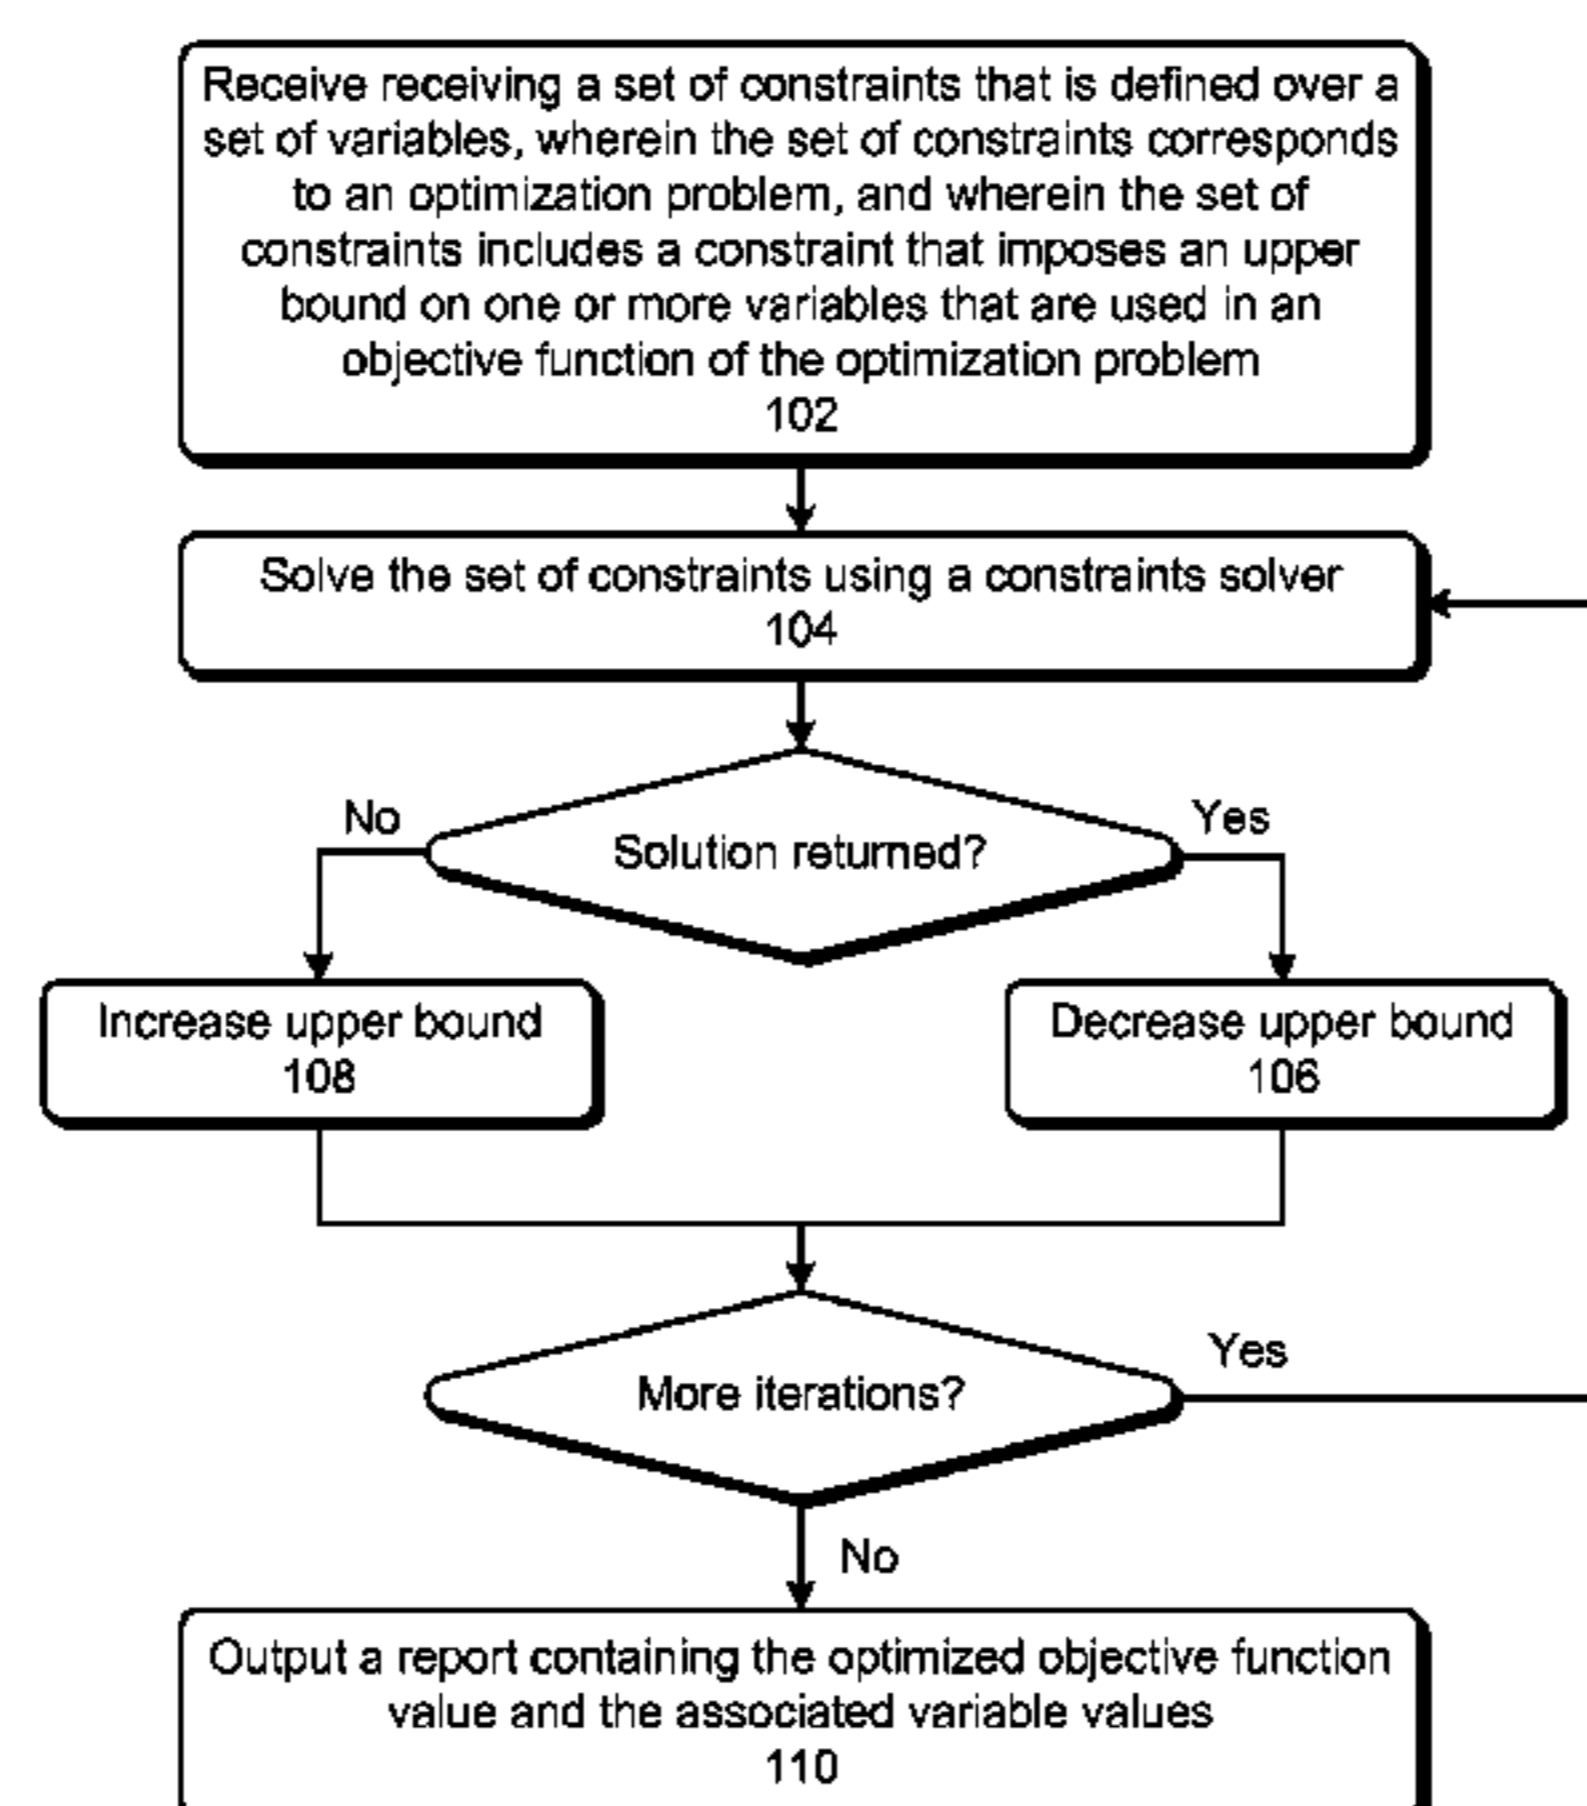 Receive receiving a set of constraints that is defined over a
set of variables, wherein the set of constraints corresponds
to an optimization problem, and wherein the set of
constraints includes a constraint that imposes an upper
bound on one or more variables that are used in an
objective function of the optimization problem
102
Solve the set of constraints using a constraints solver
104
No
Yes
Solution returned?
Increase upper bound
108
Decrease upper bound
106
Yes
More iterations?
No
Output a report containing the optimized objective function
value and the associated variable values
110